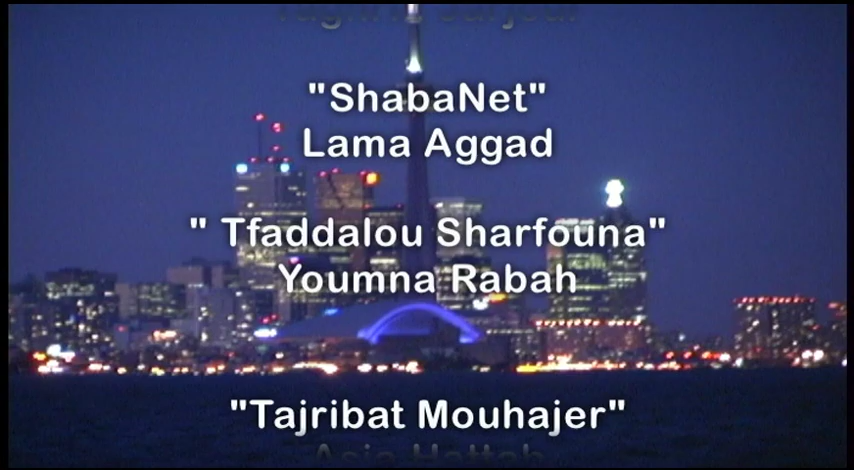 "ShabaNet"
Lama Aggad
" Tfaddalou Sharfouna"
Youmna Rabah
"Tajribat Mouhajer"